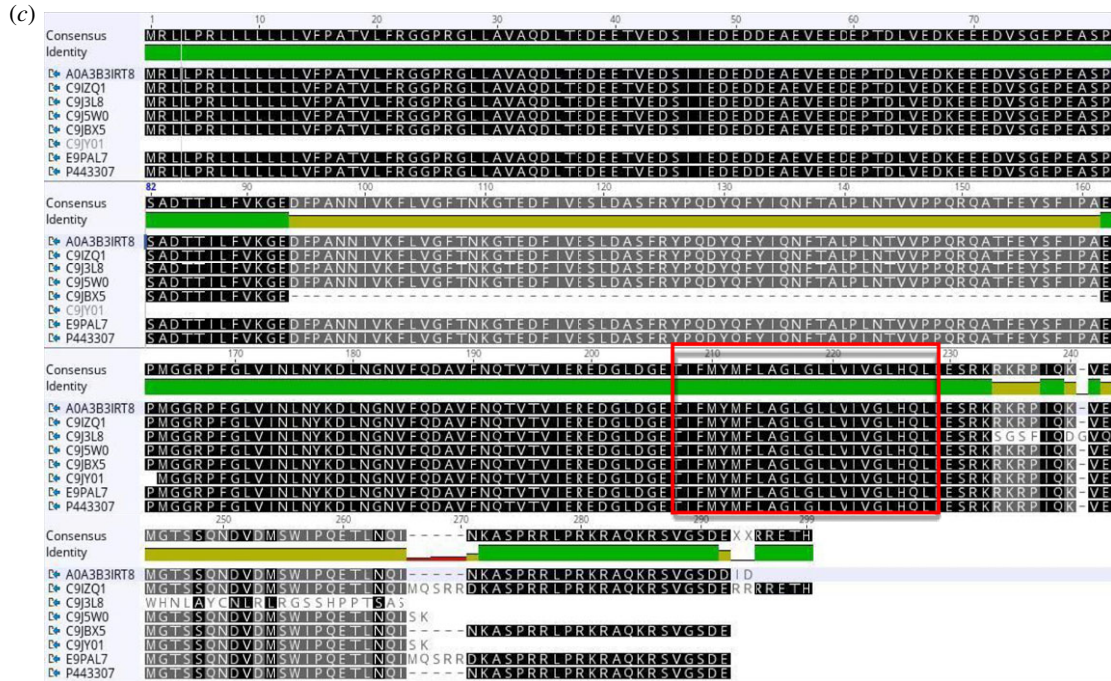 (c)
1 10 20 30 40 50 60 70
Consensus MRLLPRLLLLLLLVFPATVLFRGGPRGLLAVAQDLTEDEETVEDSIIEDEDDEAEVEEDEPTDLVEDKEEEDVSGEPEASP
Identity
A0A3B3IRT8 MRLLPRLLLLLLLVFPATVLFRGGPRGLLAVAQDLTEDEETVEDSIIEDEDDEAEVEEDEPTDLVEDKEEEDVSGEPEASP
C9IZQ1 MRLLPRLLLLLLLVFPATVLFRGGPRGLLAVAQDLTEDEETVEDSIIEDEDDEAEVEEDEPTDLVEDKEEEDVSGEPEASP
C9J3L8 MRLLPRLLLLLLLVFPATVLFRGGPRGLLAVAQDLTEDEETVEDSIIEDEDDEAEVEEDEPTDLVEDKEEEDVSGEPEASP
C9J5W0 MRLLPRLLLLLLLVFPATVLFRGGPRGLLAVAQDLTEDEETVEDSIIEDEDDEAEVEEDEPTDLVEDKEEEDVSGEPEASP
C9JBX5 MRLLPRLLLLLLLVFPATVLFRGGPRGLLAVAQDLTEDEETVEDSIIEDEDDEAEVEEDEPTDLVEDKEEEDVSGEPEASP
C9JY01
E9PAL7 MRLLPRLLLLLLLVFPATVLFRGGPRGLLAVAQDLTEDEETVEDSIIEDEDDEAEVEEDEPTDLVEDKEEEDVSGEPEASP
P443307 MRLLPRLLLLLLLVFPATVLFRGGPRGLLAVAQDLTEDEETVEDSIIEDEDDEAEVEEDEPTDLVEDKEEEDVSGEPEASP
82 90 100 110 120 130 140 150 160
Consensus SADTTILFVKGEDFPANNIVKFLVGFTNKGTEDFIVESLDASFRYPQDYQFYIQNFTALPLNTVVPPQRQATFEYSFIPAE
Identity
A0A3B3IRT8 SADTTILFVKGEDFPANNIVKFLVGFTNKGTEDFIVESLDASFRYPQDYQFYIQNFTALPLNTVVPPQRQATFEYSFIPAE
C9IZQ1 SADTTILFVKGEDFPANNIVKFLVGFTNKGTEDFIVESLDASFRYPQDYQFYIQNFTALPLNTVVPPQRQATFEYSFIPAE
C9J3L8 SADTTILFVKGEDFPANNIVKFLVGFTNKGTEDFIVESLDASFRYPQDYQFYIQNFTALPLNTVVPPQRQATFEYSFIPAE
C9J5W0 SADTTILFVKGEDFPANNIVKFLVGFTNKGTEDFIVESLDASFRYPQDYQFYIQNFTALPLNTVVPPQRQATFEYSFIPAE
C9JBX5 SADTTILFVKGE--------------------------------------------------------------------E
C9JY01
E9PAL7 SADTTILFVKGEDFPANNIVKFLVGFTNKGTEDFIVESLDASFRYPQDYQFYIQNFTALPLNTVVPPQRQATFEYSFIPAE
P443307 SADTTILFVKGEDFPANNIVKFLVGFTNKGTEDFIVESLDASFRYPQDYQFYIQNFTALPLNTVVPPQRQATFEYSFIPAE
170 180 190 200 210 220 230 240
Consensus PMGGRPFGLVINLNYKDLNGNVFQDAVFNQTVTVIEREDGLDGETIFMYMFLAGLGLLVIVGLHQLLESRKRKRPIQK-VE
Identity
A0A3B3IRT8 PMGGRPFGLVINLNYKDLNGNVFQDAVFNQTVTVIEREDGLDGETIFMYMFLAGLGLLVIVGLHQLLESRKRKRPIQK-VE
C9IZQ1 PMGGRPFGLVINLNYKDLNGNVFQDAVFNQTVTVIEREDGLDGETIFMYMFLAGLGLLVIVGLHQLLESRKRKRPIQK-VE
C9J3L8 PMGGRPFGLVINLNYKDLNGNVFQDAVFNQTVTVIEREDGLDGETIFMYMFLAGLGLLVIVGLHQLLESRKSGSFIQDGVQ
C9J5W0 PMGGRPFGLVINLNYKDLNGNVFQDAVFNQTVTVIEREDGLDGETIFMYMFLAGLGLLVIVGLHQLLESRKRKRPIQK-VE
C9JBX5 PMGGRPFGLVINLNYKDLNGNVFQDAVFNQTVTVIEREDGLDGETIFMYMFLAGLGLLVIVGLHQLLESRKRKRPIQK-VE
C9JY01 MGGRPFGLVINLNYKDLNGNVFQDAVFNQTVTVIEREDGLDGETIFMYMFLAGLGLLVIVGLHQLLESRKRKRPIQK-VE
E9PAL7 PMGGRPFGLVINLNYKDLNGNVFQDAVFNQTVTVIEREDGLDGETIFMYMFLAGLGLLVIVGLHQLLESRKRKRPIQK-VE
P443307 PMGGRPFGLVINLNYKDLNGNVFQDAVFNQTVTVIEREDGLDGETIFMYMFLAGLGLLVIVGLHQLLESRKRKRPIQK-VE
250 260 270 280 290 299
Consensus MGTSSQNDVDMSWIPQETLNQI-----NKASPRRLPRKRAQKRSVGSDEXXRRETH
Identity
A0A3B3IRT8 MGTSSQNDVDMSWIPQETLNQI-----NKASPRRLPRKRAQKRSVGSDDID
C9IZQ1 MGTSSQNDVDMSWIPQETLNQIMQSRRDKASPRRLPRKRAQKRSVGSDERRRRETH
C9J3L8 WHNLAYCNLRLRGSSHPPTSAS
C9J5W0 MGTSSQNDVDMSWIPQETLNQISK
C9JBX5 MGTSSQNDVDMSWIPQETLNQI-----NKASPRRLPRKRAQKRSVGSDE
C9JY01 MGTSSQNDVDMSWIPQETLNQISK
E9PAL7 MGTSSQNDVDMSWIPQETLNQIMQSRRDKASPRRLPRKRAQKRSVGSDE
P443307 MGTSSQNDVDMSWIPQETLNQI-----NKASPRRLPRKRAQKRSVGSDE